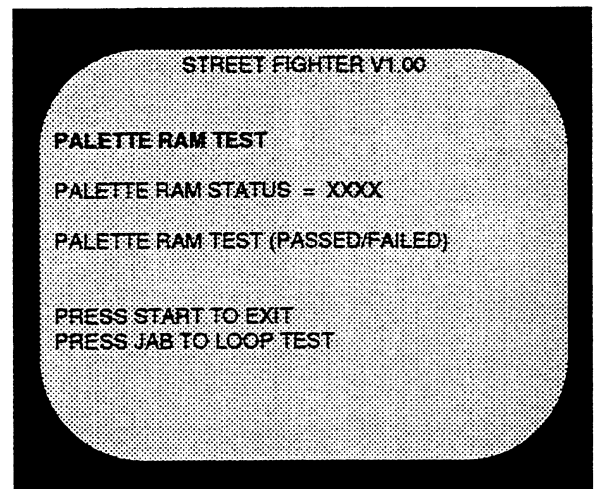 STREET FIGHTER V1.00
PALETTE RAM TEST
PALETTE RAM STATUS = XXXX
PALETTE RAM TEST (PASSED/FAILED)
PRESS START TO EXIT
PRESS JAB TO LOOP TEST